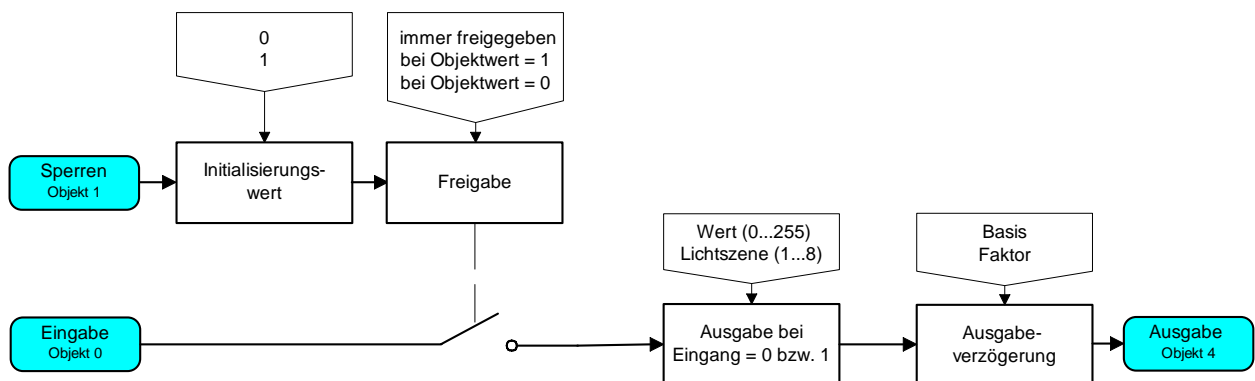 0
1
immer freigegeben
bei Objektwert = 1
bei Objektwert = 0
Sperren
Objekt 1
Initialisierungs-
wert
Freigabe
Wert (0...255)
Lichtszene (1...8)
Basis
Faktor
Eingabe
Objekt 0
Ausgabe bei
Eingang = 0 bzw. 1
Ausgabe-
verzögerung
Ausgabe
Objekt 4